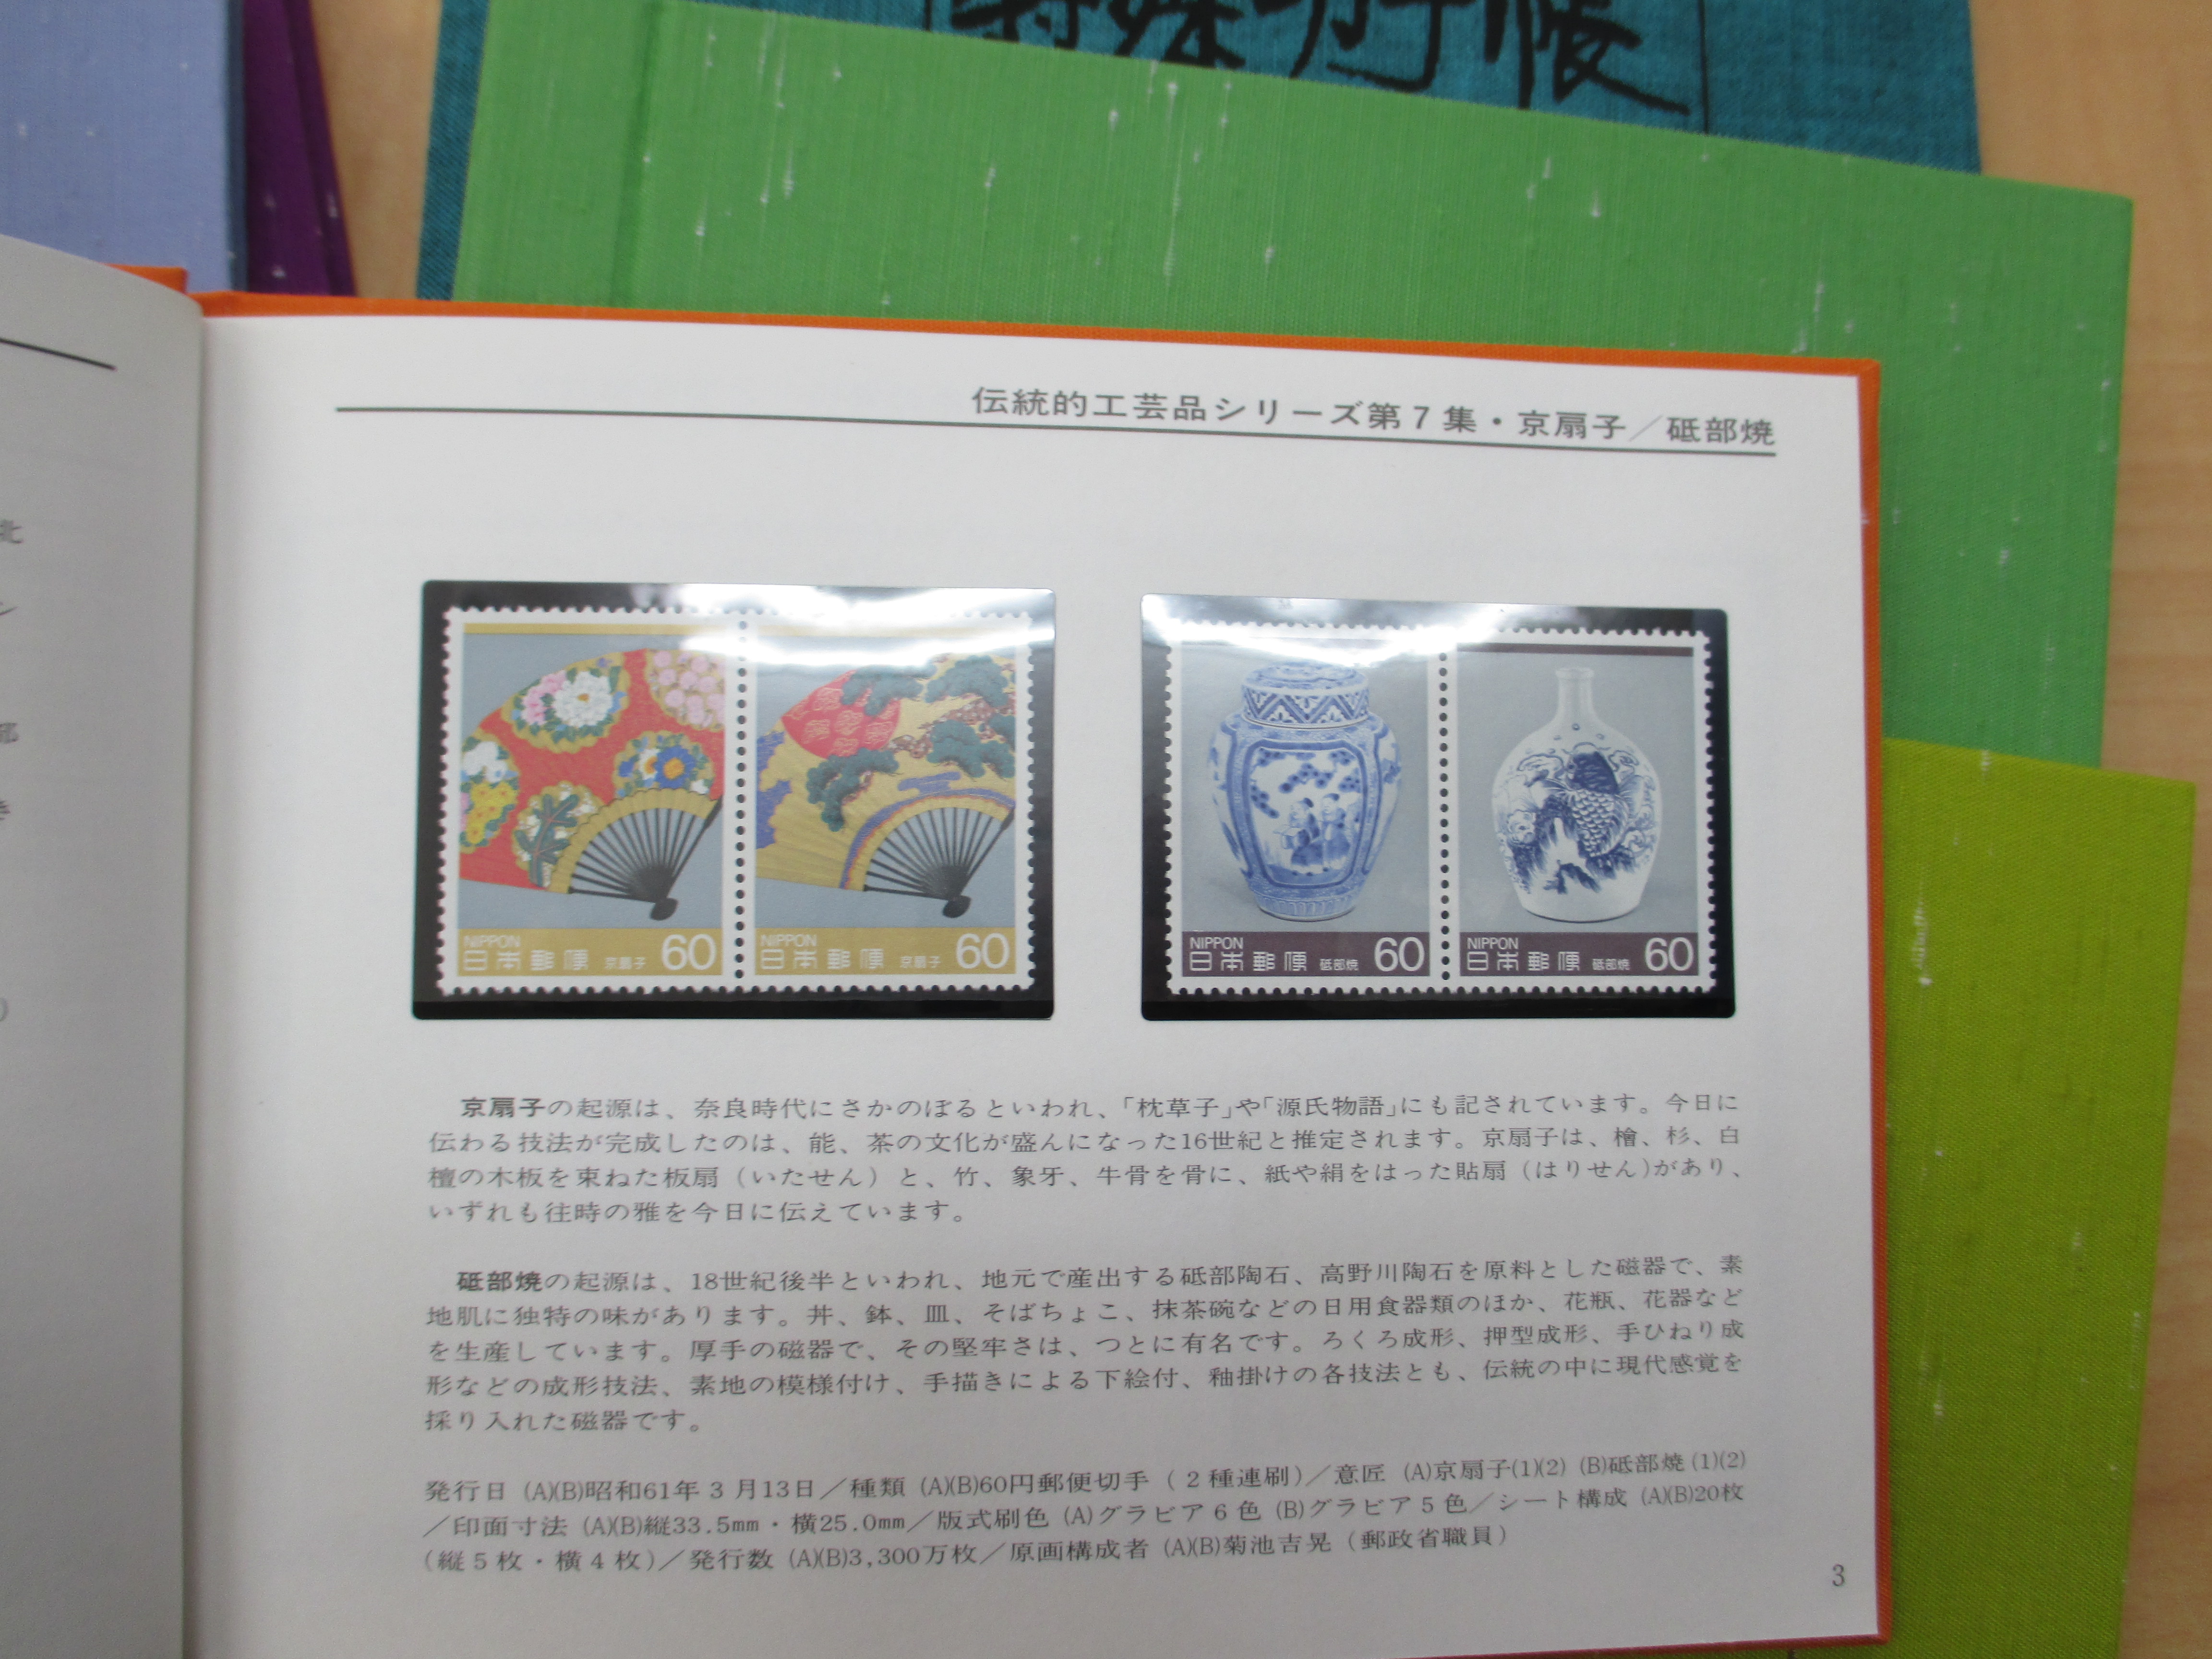 特殊切手帳
北
ン
き
)
伝統的工芸品シリーズ第7集・京扇子／砥部焼
NIPPON
日本郵便 京扇子 60
NIPPON
日本郵便 京扇子 60
NIPPON
日本郵便 砥部焼 60
NIPPON
日本郵便 砥部焼 60
京扇子の起源は、奈良時代にさかのぼるといわれ、「枕草子」や「源氏物語」にも記されています。今日に
伝わる技法が完成したのは、能、茶の文化が盛んになった16世紀と推定されます。京扇子は、檜、杉、白
檀の木板を束ねた板扇（いたせん）と、竹、象牙、牛骨を骨に、紙や絹をはった貼扇（はりせん)があり、
いずれも往時の雅を今日に伝えています。
砥部焼の起源は、18世紀後半といわれ、地元で産出する砥部陶石、高野川陶石を原料とした磁器で、素
地肌に独特の味があります。丼、鉢、皿、そばちょこ、抹茶碗などの日用食器類のほか、花瓶、花器など
を生産しています。厚手の磁器で、その堅牢さは、つとに有名です。ろくろ成形、押型成形、手ひねり成
形などの成形技法、素地の模様付け、手描きによる下絵付、釉掛けの各技法とも、伝統の中に現代感覚を
採り入れた磁器です。
発行日 (A)(B)昭和61年3月13日／種類 (A)(B)60円郵便切手（2種連刷)／意匠 (A)京扇子(1)(2) (B)砥部焼(1)(2)
／印面寸法 (A)(B)縦33.5mm・横25.0mm／版式刷色 (A)グラビア6色 (B)グラビア5色／シート構成 (A)(B)20枚
(縦5枚・横4枚)／発行数 (A)(B)3,300万枚／原画構成者 (A)(B)菊池吉晃（郵政省職員）
3